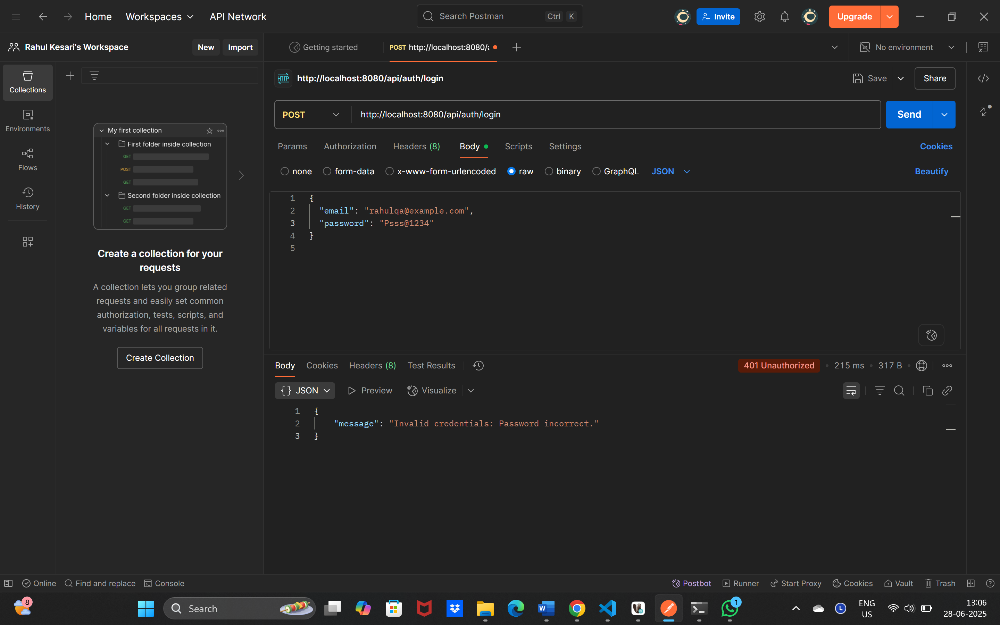 Home Workspaces API Network Search Postman Ctrl K Invite Upgrade
Rahul Kesari's Workspace New Import Getting started POST http://localhost:8080/a No environment
Collections
Environments
Flows
History
My first collection
First folder inside collection
GET
POST
GET
Second folder inside collection
GET
GET
Create a collection for your
requests
A collection lets you group related
requests and easily set common
authorization, tests, scripts, and
variables for all requests in it.
Create Collection
HTTP http://localhost:8080/api/auth/login Save Share
POST http://localhost:8080/api/auth/login Send
Params Authorization Headers (8) Body Scripts Settings Cookies
none form-data x-www-form-urlencoded raw binary GraphQL JSON Beautify
1 {
2 "email": "rahulqa@example.com",
3 "password": "Psss@1234"
4 }
5
Body Cookies Headers (8) Test Results 401 Unauthorized 215 ms 317 B
{} JSON Preview Visualize
1 {
2 "message": "Invalid credentials: Password incorrect."
3 }
Online Find and replace Console Postbot Runner Start Proxy Cookies Vault Trash
8 Search W 1 L ENG 13:06
US 28-06-2025